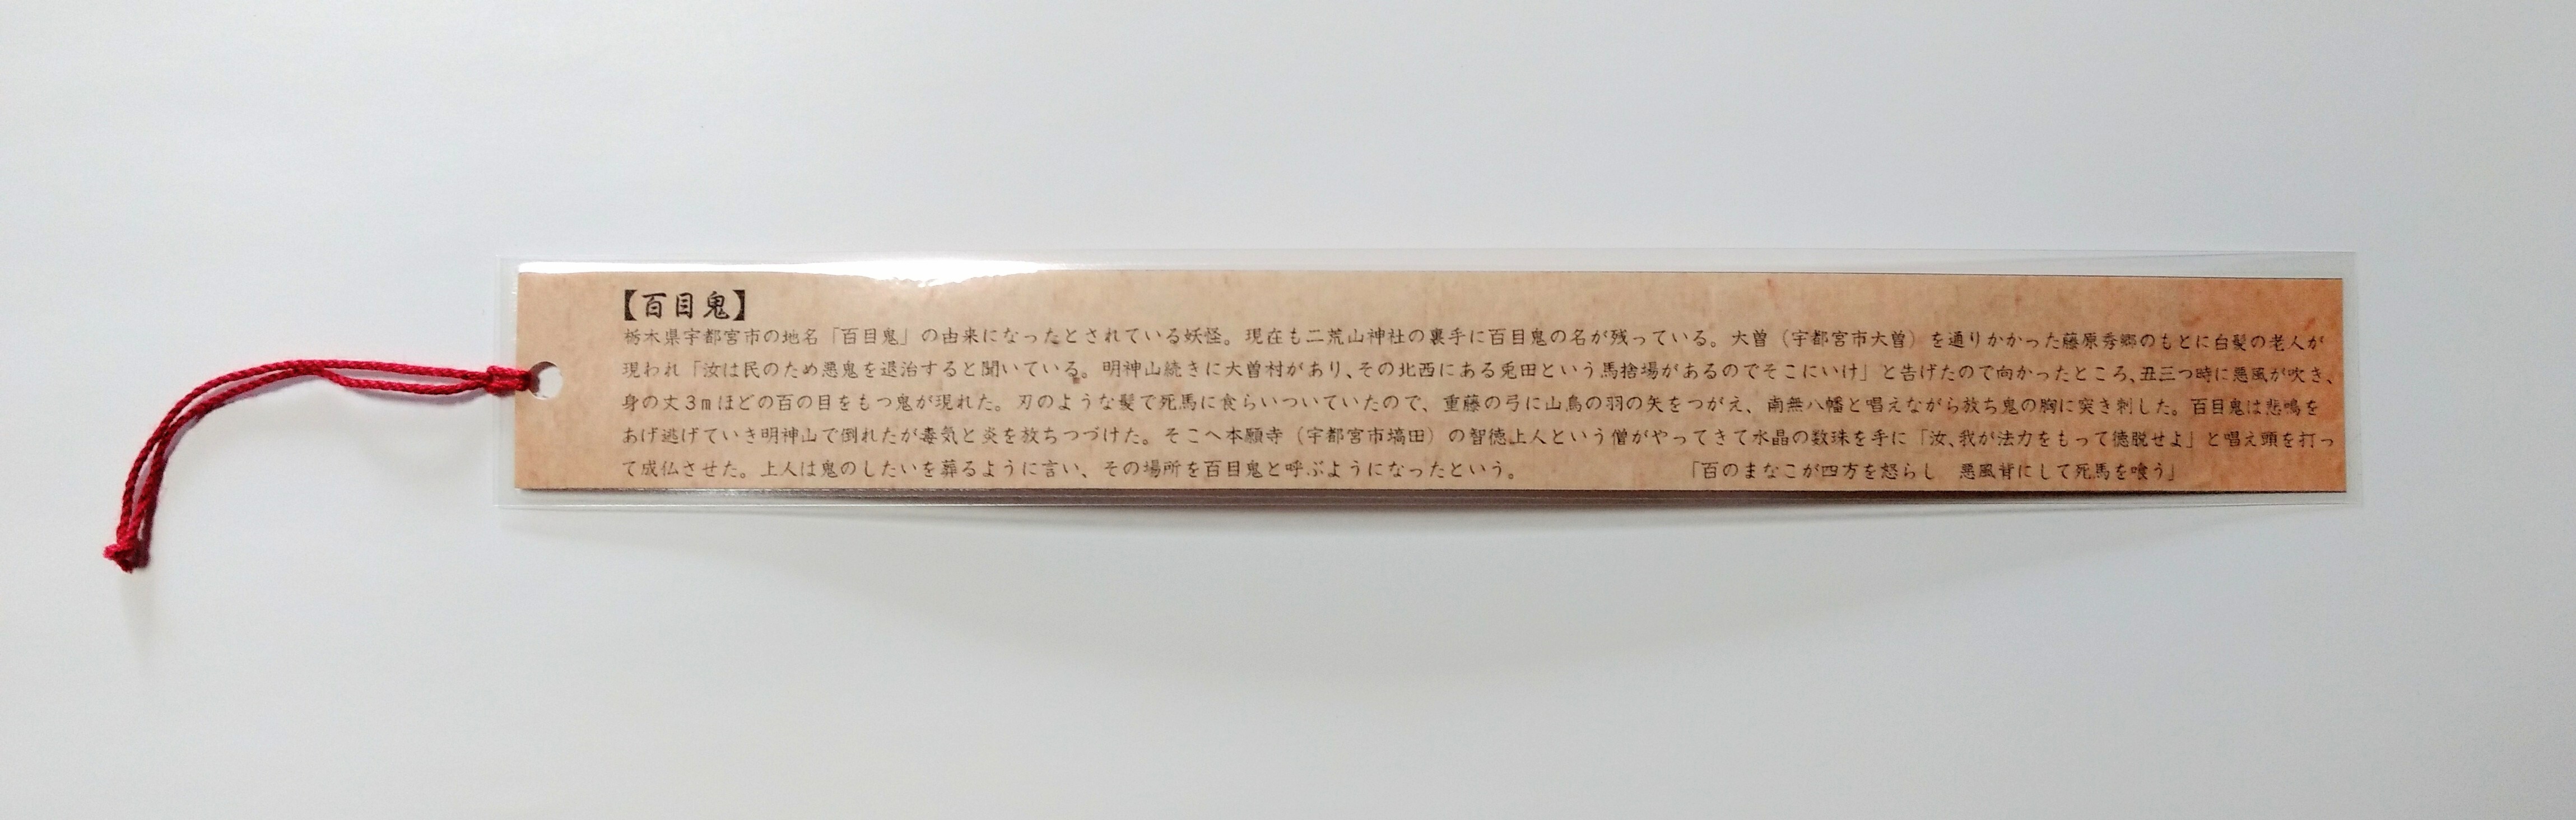 【百目鬼】
栃木県宇都宮市の地名「百目鬼」の由来になったとされている妖怪。現在も二荒山神社の裏手に百目鬼の名が残っている。大曽（宇都宮市大曽）を通りかかった藤原秀郷のもとに白髪の老人が
現われ「汝は民のため悪鬼を退治すると聞いている。明神山続きに大曽村があり、その北西にある兎田という馬捨場があるのでそこにいけ」と告げたので向かったところ、丑三つ時に悪風が吹き、
身の丈3mほどの百の目をもつ鬼が現れた。刃のような髪で死馬に食らいついていたので、重藤の弓に山鳥の羽の矢をつがえ、南無八幡と唱えながら放ち鬼の胸に突き刺した。百目鬼は悲鳴を
あげ逃げていき明神山で倒れたが毒気と炎を放ちつづけた。そこへ本願寺（宇都宮市塙田）の智徳上人という僧がやってきて水晶の数珠を手に「汝、我が法力をもって徳脱せよ」と唱え頭を打っ
て成仏させた。上人は鬼のしたいを葬るように言い、その場所を百目鬼と呼ぶようになったという。　「百のまなこが四方を怒らし　悪風背にして死馬を喰う」